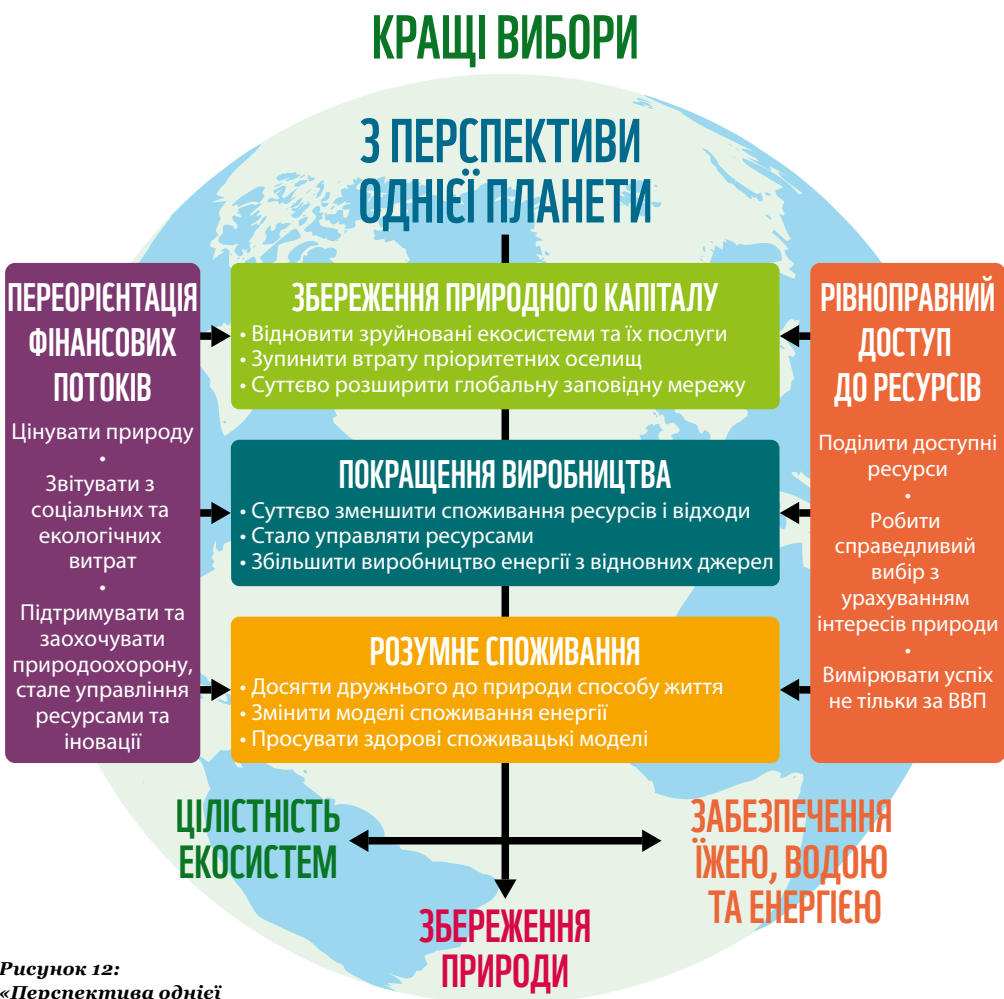 КРАЩІ ВИБОРИ
З ПЕРСПЕКТИВИ
ОДНІЄЇ ПЛАНЕТИ
ПЕРЕОРІЄНТАЦІЯ
ФІНАНСОВИХ
ПОТОКІВ
Цінувати природу
•
Звітувати з
соціальних та
екологічних
витрат
•
Підтримувати та
заохочувати
природоохорону,
стале управління
ресурсами та
іновації
ЗБЕРЕЖЕННЯ ПРИРОДНОГО КАПІТАЛУ
• Відновити зруйновані екосистеми та їх послуги
• Зупинити втрату пріоритетних оселищ
• Суттєво розширити глобальну заповідну мережу
ПОКРАЩЕННЯ ВИРОБНИЦТВА
• Суттєво зменшити споживання ресурсів і відходи
• Стало управляти ресурсами
• Збільшити виробництво енергії з відновних джерел
РОЗУМНЕ СПОЖИВАННЯ
• Досягти дружнього до природи способу життя
• Змінити моделі споживання енергії
• Просувати здорові споживацькі моделі
РІВНОПРАВНИЙ
ДОСТУП
ДО РЕСУРСІВ
Поділити доступні
ресурси
•
Робити
справедливий
вибір з
урахуванням
інтересів природи
•
Вимірювати успіх
не тільки за ВВП
ЦІЛІСТНІСТЬ
ЕКОСИСТЕМ
ЗБЕРЕЖЕННЯ
ПРИРОДИ
ЗАБЕЗПЕЧЕННЯ
ЇЖЕЮ, ВОДОЮ
ТА ЕНЕРГІЄЮ
Рисунок 12:
«Перспектива однієї